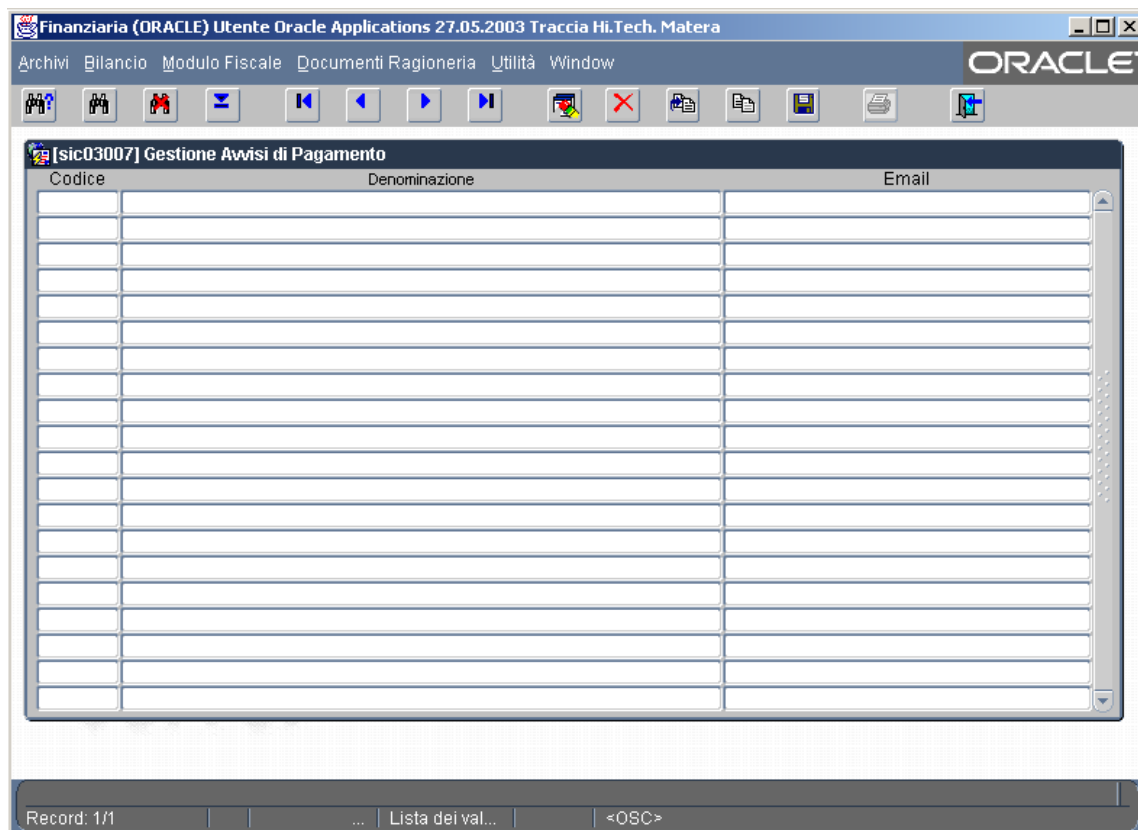 Finanziaria (ORACLE) Utente Oracle Applications 27.05.2003 Traccia Hi.Tech. Matera
Archivi Bilancio Modulo Fiscale Documenti Ragioneria Utilità Window
ORACLE
[sic03007] Gestione Avvisi di Pagamento
Codice Denominazione Email
Record: 1/1 ... Lista dei val... <OSC>